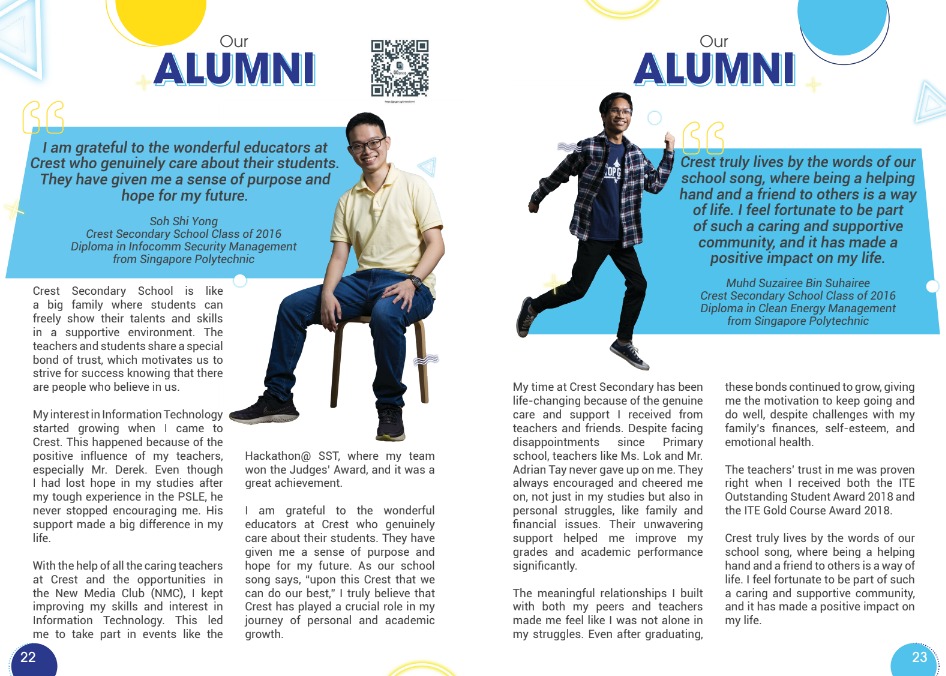 Our
ALUMNI
I am grateful to the wonderful educators at
Crest who genuinely care about their students.
They have given me a sense of purpose and
hope for my future.
Soh Shi Yong
Crest Secondary School Class of 2016
Diploma in Infocomm Security Management
from Singapore Polytechnic
Crest Secondary School is like
a big family where students can
freely show their talents and skills
in a supportive environment. The
teachers and students share a special
bond of trust, which motivates us to
strive for success knowing that there
are people who believe in us.
My interest in Information Technology
started growing when I came to
Crest. This happened because of the
positive influence of my teachers,
especially Mr. Derek. Even though
I had lost hope in my studies after
my tough experience in the PSLE, he
never stopped encouraging me. His
support made a big difference in my
life.
With the help of all the caring teachers
at Crest and the opportunities in
the New Media Club (NMC), I kept
improving my skills and interest in
Information Technology. This led
me to take part in events like the
Hackathon@ SST, where my team
won the Judges' Award, and it was a
great achievement.
I am grateful to the wonderful
educators at Crest who genuinely
care about their students. They have
given me a sense of purpose and
hope for my future. As our school
song says, “upon this Crest that we
can do our best,” I truly believe that
Crest has played a crucial role in my
journey of personal and academic
growth.
22
Our
ALUMNI
Crest truly lives by the words of our
school song, where being a helping
hand and a friend to others is a way
of life. I feel fortunate to be part
of such a caring and supportive
community, and it has made a
positive impact on my life.
Muhd Suzairee Bin Suhairee
Crest Secondary School Class of 2016
Diploma in Clean Energy Management
from Singapore Polytechnic
My time at Crest Secondary has been
life-changing because of the genuine
care and support I received from
teachers and friends. Despite facing
disappointments since Primary
school, teachers like Ms. Lok and Mr.
Adrian Tay never gave up on me. They
always encouraged and cheered me
on, not just in my studies but also in
personal struggles, like family and
financial issues. Their unwavering
support helped me improve my
grades and academic performance
significantly.
The meaningful relationships I built
with both my peers and teachers
made me feel like I was not alone in
my struggles. Even after graduating,
these bonds continued to grow, giving
me the motivation to keep going and
do well, despite challenges with my
family's finances, self-esteem, and
emotional health.
The teachers' trust in me was proven
right when I received both the ITE
Outstanding Student Award 2018 and
the ITE Gold Course Award 2018.
Crest truly lives by the words of our
school song, where being a helping
hand and a friend to others is a way of
life. I feel fortunate to be part of such
a caring and supportive community,
and it has made a positive impact on
my life.
23